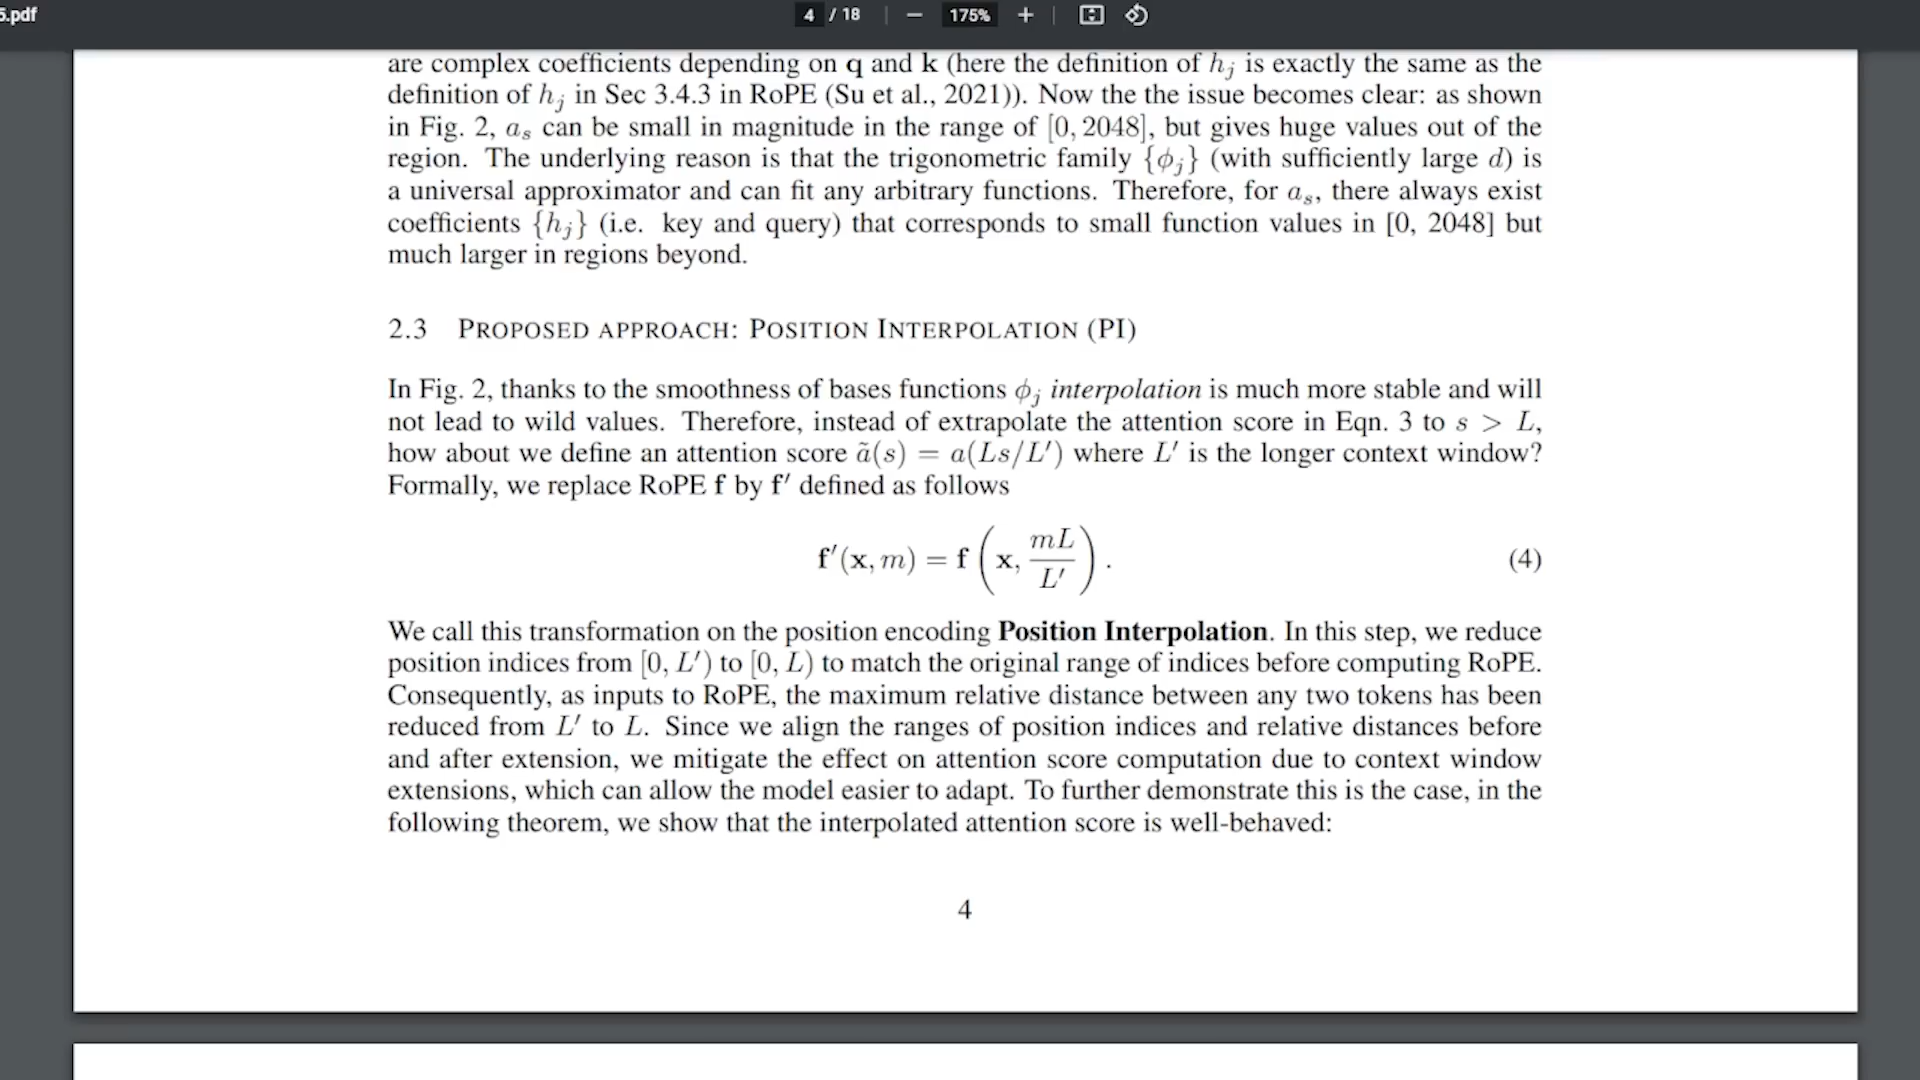 5.pdf
4 / 18 — 175% +
are complex coefficients depending on q and k (here the definition of hⱼ is exactly the same as the
definition of hⱼ in Sec 3.4.3 in RoPE (Su et al., 2021)). Now the the issue becomes clear: as shown
in Fig. 2, aₛ can be small in magnitude in the range of [0, 2048], but gives huge values out of the
region. The underlying reason is that the trigonometric family {ϕⱼ} (with sufficiently large d) is
a universal approximator and can fit any arbitrary functions. Therefore, for aₛ, there always exist
coefficients {hⱼ} (i.e. key and query) that corresponds to small function values in [0, 2048] but
much larger in regions beyond.
2.3 PROPOSED APPROACH: POSITION INTERPOLATION (PI)
In Fig. 2, thanks to the smoothness of bases functions ϕⱼ interpolation is much more stable and will
not lead to wild values. Therefore, instead of extrapolate the attention score in Eqn. 3 to s > L,
how about we define an attention score ã(s) = a(Ls/L′) where L′ is the longer context window?
Formally, we replace RoPE f by f′ defined as follows
f′(x, m) = f(x, mL/L′). (4)
We call this transformation on the position encoding Position Interpolation. In this step, we reduce
position indices from [0, L′) to [0, L) to match the original range of indices before computing RoPE.
Consequently, as inputs to RoPE, the maximum relative distance between any two tokens has been
reduced from L′ to L. Since we align the ranges of position indices and relative distances before
and after extension, we mitigate the effect on attention score computation due to context window
extensions, which can allow the model easier to adapt. To further demonstrate this is the case, in the
following theorem, we show that the interpolated attention score is well-behaved:
4